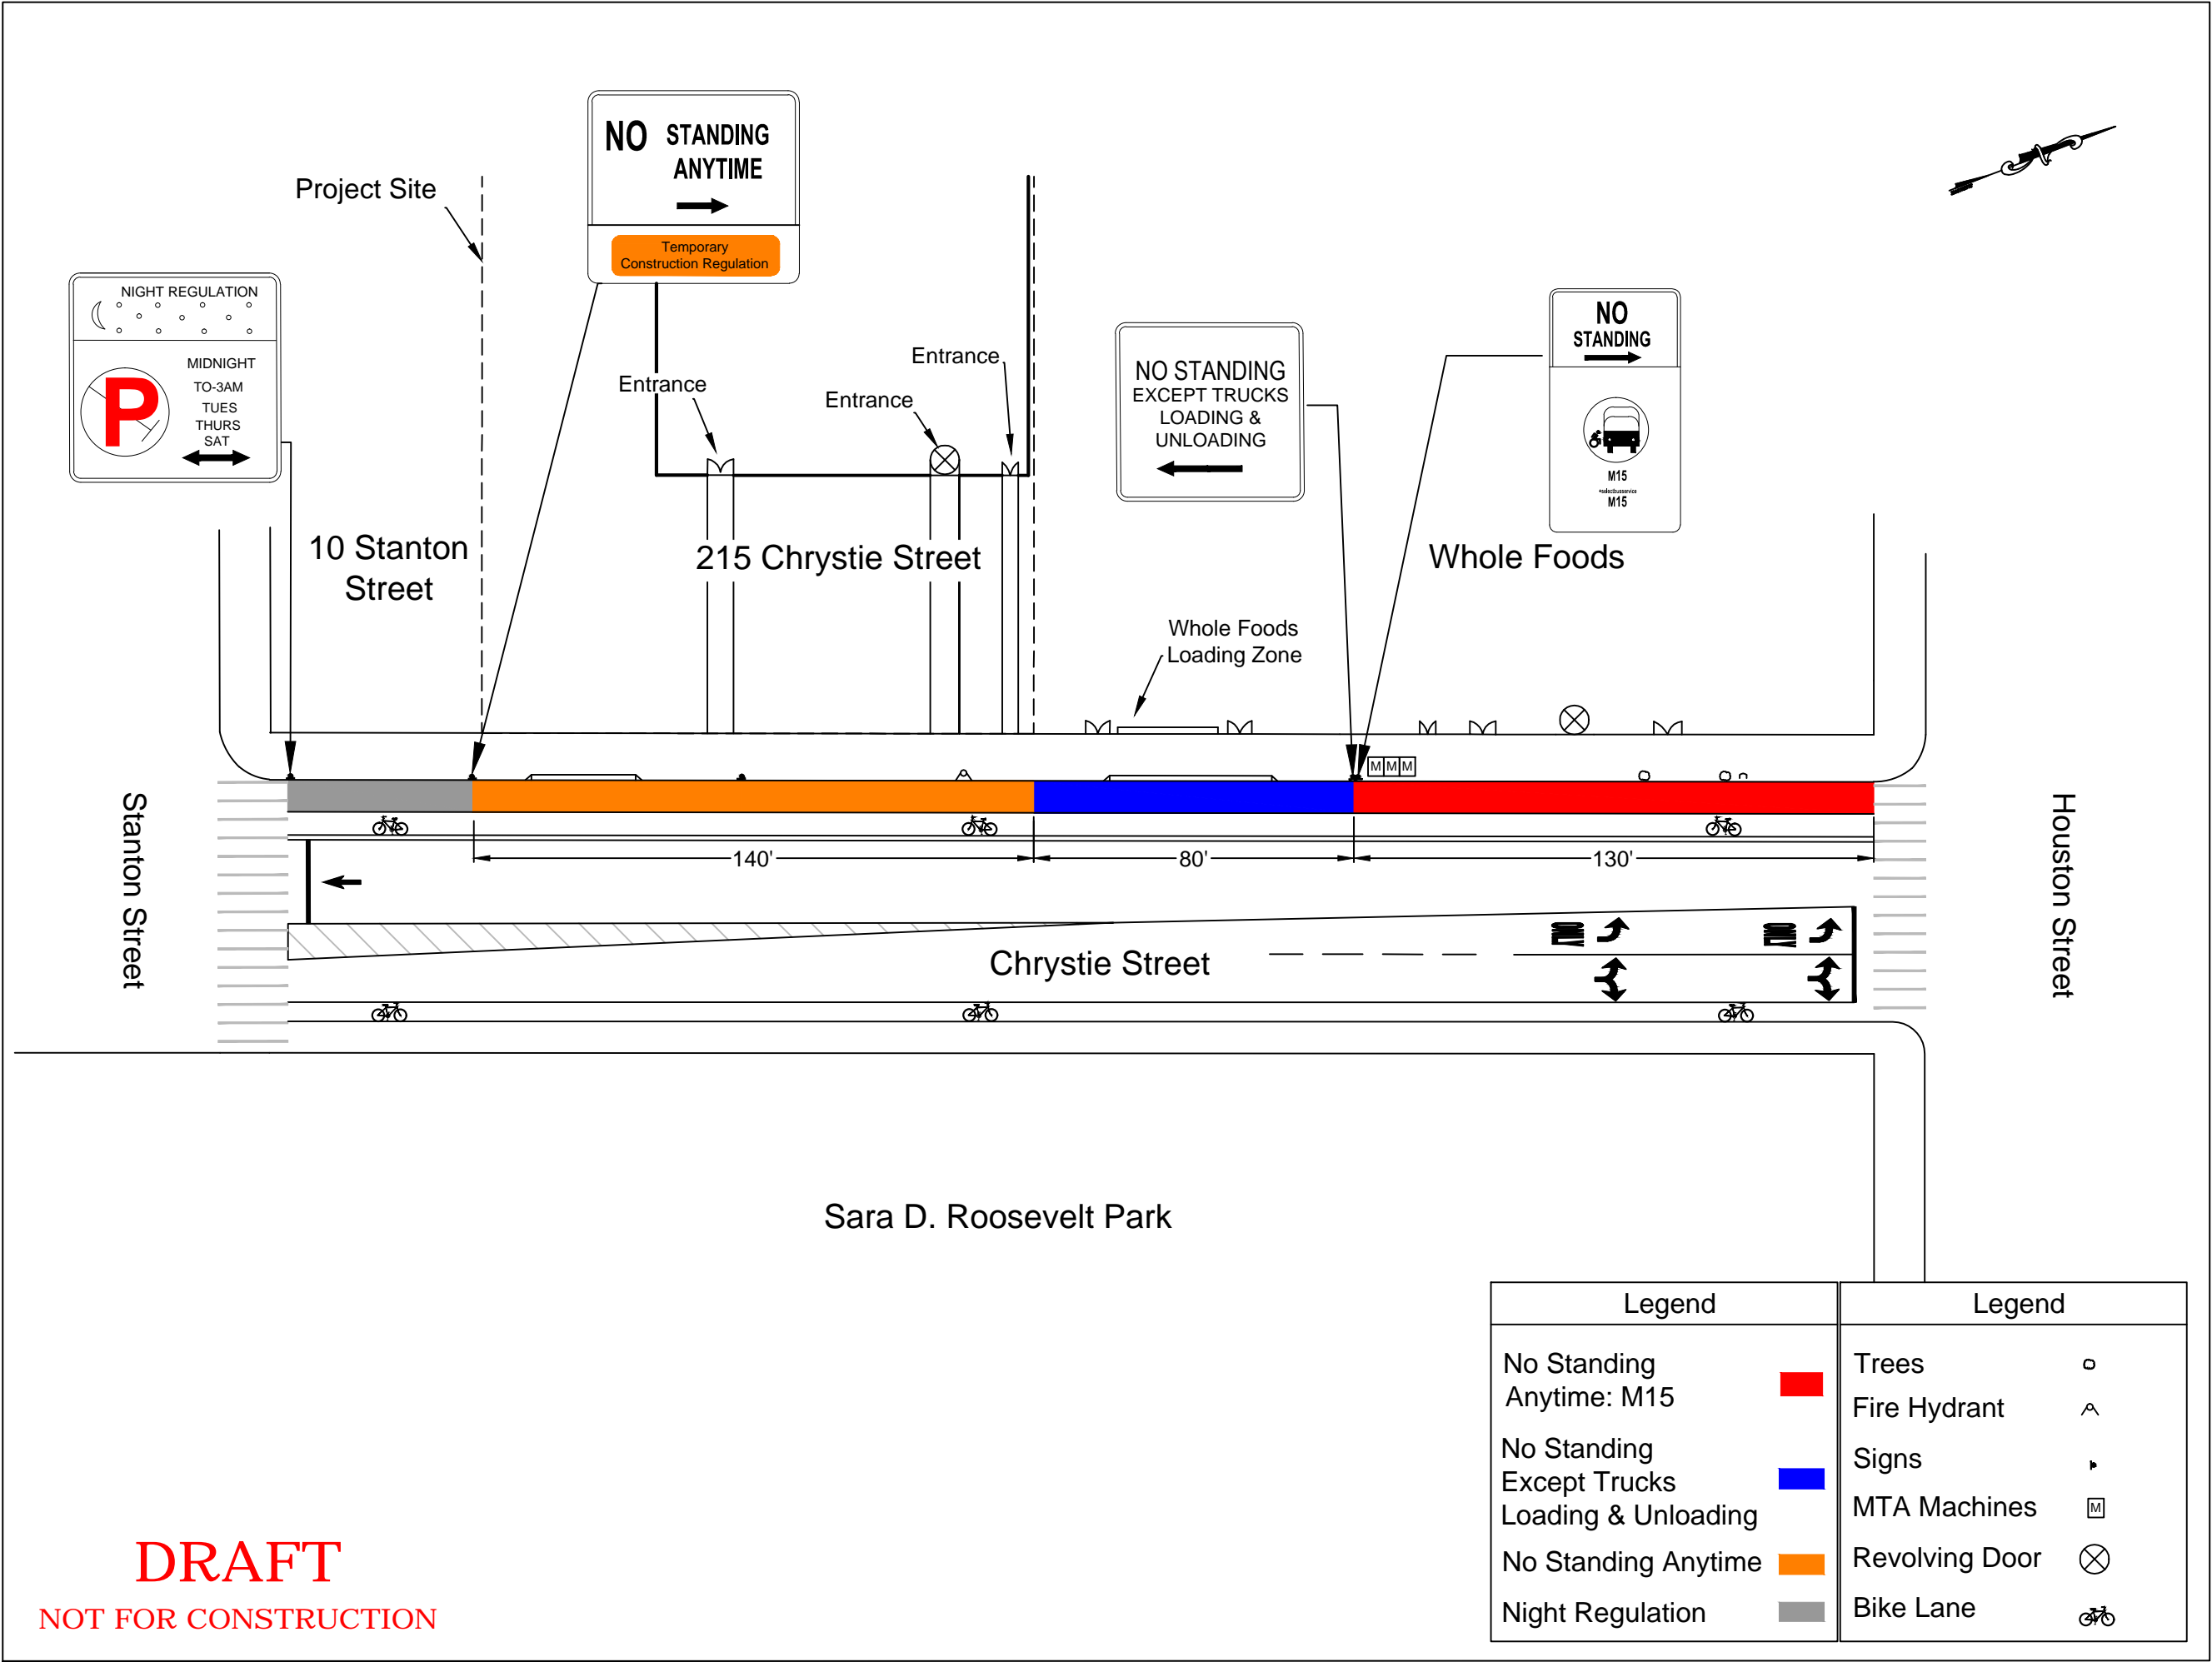 NO STANDING
ANYTIME
Temporary
Construction Regulation
Project Site
NIGHT REGULATION
P
MIDNIGHT
TO-3AM
TUES
THURS
SAT
Entrance
Entrance
Entrance
NO STANDING
EXCEPT TRUCKS
LOADING &
UNLOADING
NO
STANDING
M15
+selectbusservice
M15
10 Stanton
Street
215 Chrystie Street
Whole Foods
Whole Foods
Loading Zone
M M M
Stanton Street
140'
80'
130'
Houston Street
Chrystie Street
Sara D. Roosevelt Park
Legend
No Standing
Anytime: M15
No Standing
Except Trucks
Loading & Unloading
No Standing Anytime
Night Regulation
Legend
Trees
Fire Hydrant
Signs
MTA Machines M
Revolving Door
Bike Lane
DRAFT
NOT FOR CONSTRUCTION